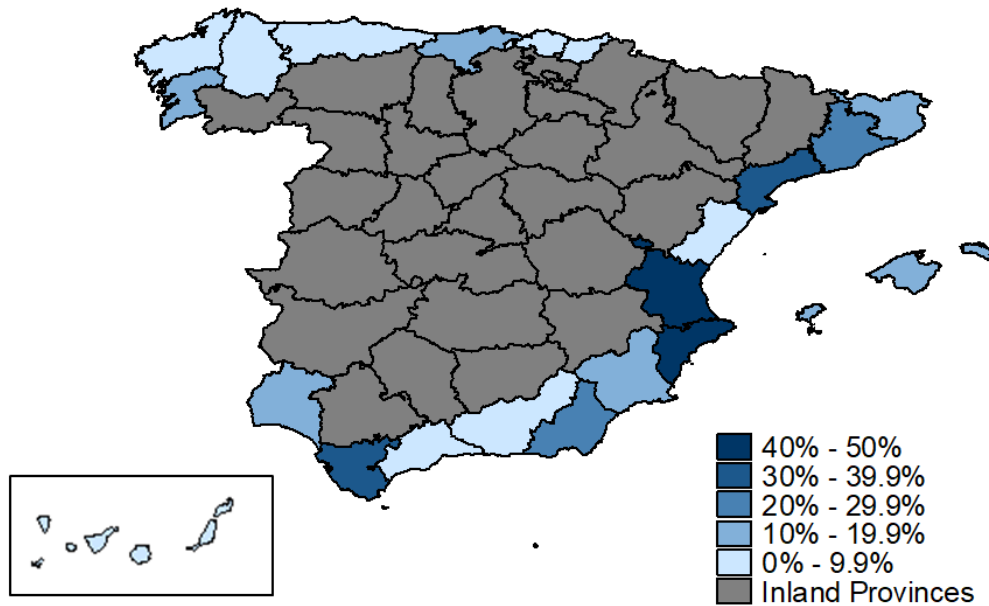 40% - 50%
30% - 39.9%
20% - 29.9%
10% - 19.9%
0% - 9.9%
Inland Provinces